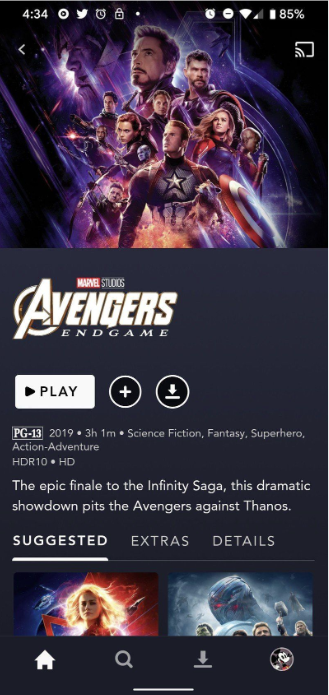 4:34
85%
MARVEL STUDIOS
AVENGERS
ENDGAME
PLAY
PG-13 2019 • 3h 1m • Science Fiction, Fantasy, Superhero,
Action-Adventure
HDR10 • HD
The epic finale to the Infinity Saga, this dramatic
showdown pits the Avengers against Thanos.
SUGGESTED EXTRAS DETAILS